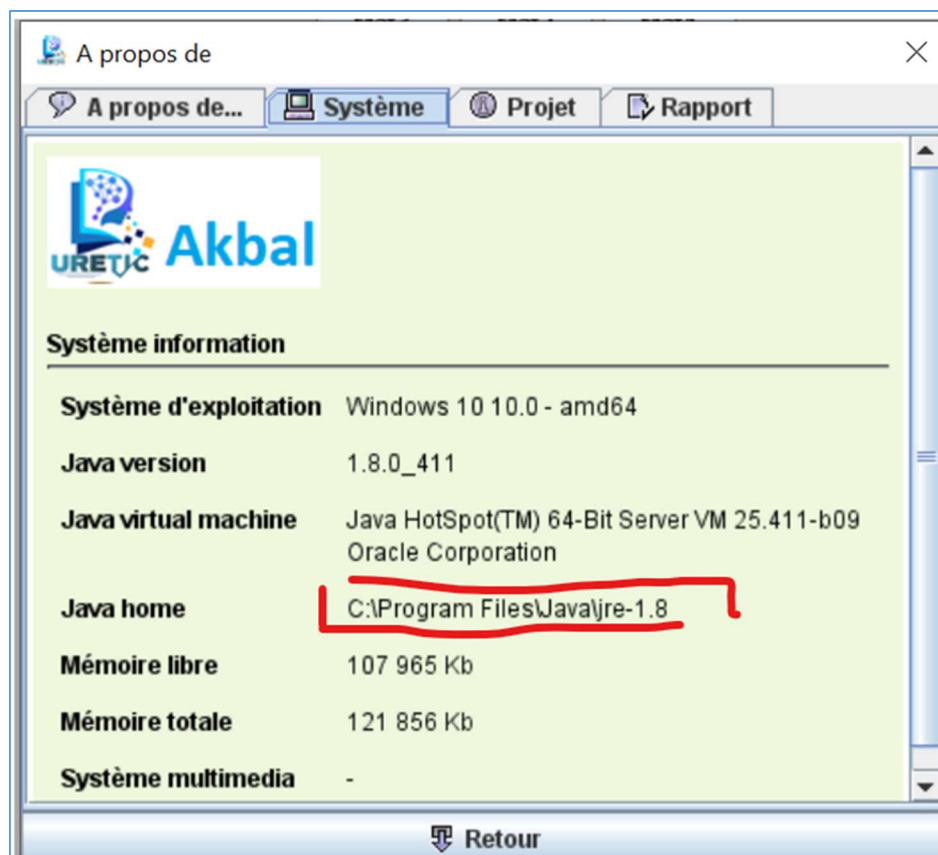 A propos de
A propos de...
Système
Projet
Rapport
URETIC
Akbal
Système information
Système d'exploitation Windows 10 10.0 - amd64
Java version 1.8.0_411
Java virtual machine Java HotSpot(TM) 64-Bit Server VM 25.411-b09
Oracle Corporation
Java home C:\Program Files\Java\jre-1.8
Mémoire libre 107 965 Kb
Mémoire totale 121 856 Kb
Système multimedia -
Retour